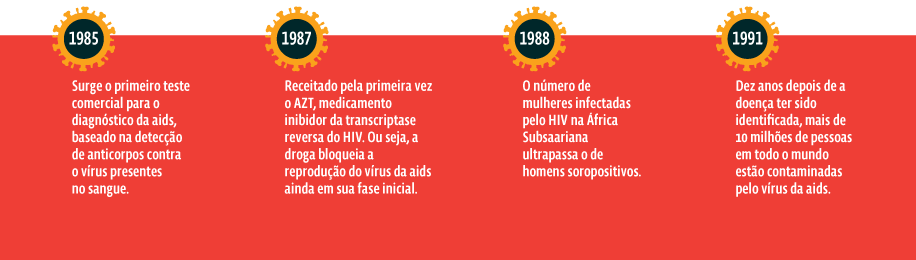 1985
Surge o primeiro teste
comercial para o
diagnóstico da aids,
baseado na detecção
de anticorpos contra
o vírus presentes
no sangue.
1987
Receitado pela primeira vez
o AZT, medicamento
inibidor da transcriptase
reversa do HIV. Ou seja, a
droga bloqueia a
reprodução do vírus da aids
ainda em sua fase inicial.
1988
O número de
mulheres infectadas
pelo HIV na África
Subsaariana
ultrapassa o de
homens soropositivos.
1991
Dez anos depois de a
doença ter sido
identificada, mais de
10 milhões de pessoas
em todo o mundo
estão contaminadas
pelo vírus da aids.